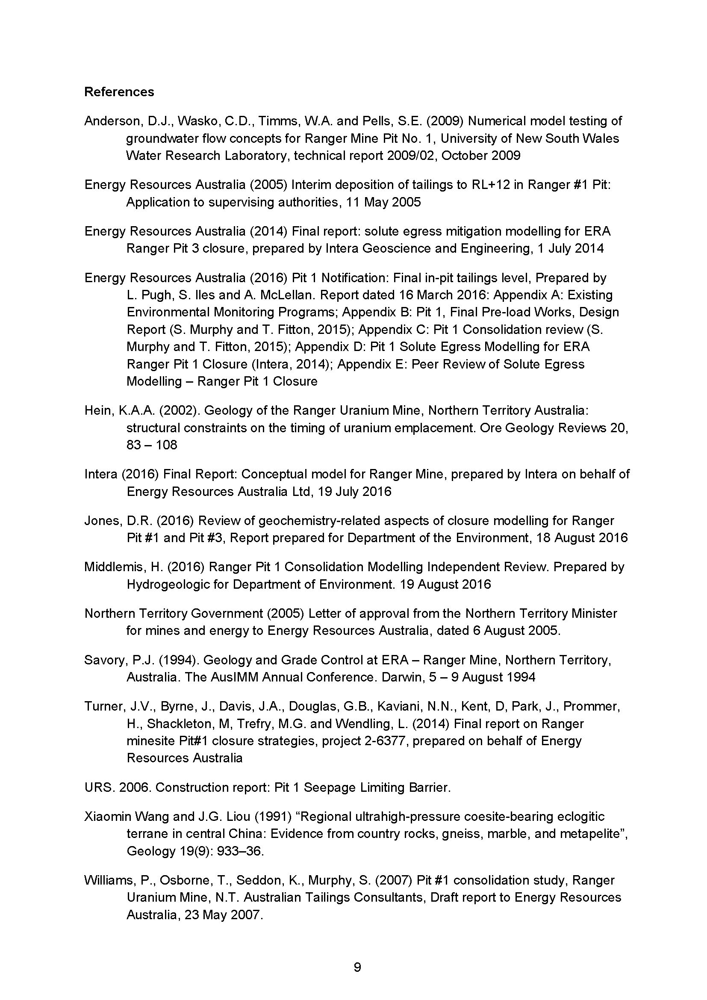 References
Anderson, D.J., Wasko, C.D., Timms, W.A. and Pells, S.E. (2009) Numerical model testing of
groundwater flow concepts for Ranger Mine Pit No. 1, University of New South Wales
Water Research Laboratory, technical report 2009/02, October 2009
Energy Resources Australia (2005) Interim deposition of tailings to RL+12 in Ranger #1 Pit:
Application to supervising authorities, 11 May 2005
Energy Resources Australia (2014) Final report: solute egress mitigation modelling for ERA
Ranger Pit 3 closure, prepared by Intera Geoscience and Engineering, 1 July 2014
Energy Resources Australia (2016) Pit 1 Notification: Final in-pit tailings level, Prepared by
L. Pugh, S. Iles and A. McLellan. Report dated 16 March 2016: Appendix A: Existing
Environmental Monitoring Programs; Appendix B: Pit 1, Final Pre-load Works, Design
Report (S. Murphy and T. Fitton, 2015); Appendix C: Pit 1 Consolidation review (S.
Murphy and T. Fitton, 2015); Appendix D: Pit 1 Solute Egress Modelling for ERA
Ranger Pit 1 Closure (Intera, 2014); Appendix E: Peer Review of Solute Egress
Modelling – Ranger Pit 1 Closure
Hein, K.A.A. (2002). Geology of the Ranger Uranium Mine, Northern Territory Australia:
structural constraints on the timing of uranium emplacement. Ore Geology Reviews 20,
83 – 108
Intera (2016) Final Report: Conceptual model for Ranger Mine, prepared by Intera on behalf of
Energy Resources Australia Ltd, 19 July 2016
Jones, D.R. (2016) Review of geochemistry-related aspects of closure modelling for Ranger
Pit #1 and Pit #3, Report prepared for Department of the Environment, 18 August 2016
Middlemis, H. (2016) Ranger Pit 1 Consolidation Modelling Independent Review. Prepared by
Hydrogeologic for Department of Environment. 19 August 2016
Northern Territory Government (2005) Letter of approval from the Northern Territory Minister
for mines and energy to Energy Resources Australia, dated 6 August 2005.
Savory, P.J. (1994). Geology and Grade Control at ERA – Ranger Mine, Northern Territory,
Australia. The AusIMM Annual Conference. Darwin, 5 – 9 August 1994
Turner, J.V., Byrne, J., Davis, J.A., Douglas, G.B., Kaviani, N.N., Kent, D, Park, J., Prommer,
H., Shackleton, M, Trefry, M.G. and Wendling, L. (2014) Final report on Ranger
minesite Pit#1 closure strategies, project 2-6377, prepared on behalf of Energy
Resources Australia
URS. 2006. Construction report: Pit 1 Seepage Limiting Barrier.
Xiaomin Wang and J.G. Liou (1991) “Regional ultrahigh-pressure coesite-bearing eclogitic
terrane in central China: Evidence from country rocks, gneiss, marble, and metapelite”,
Geology 19(9): 933–36.
Williams, P., Osborne, T., Seddon, K., Murphy, S. (2007) Pit #1 consolidation study, Ranger
Uranium Mine, N.T. Australian Tailings Consultants, Draft report to Energy Resources
Australia, 23 May 2007.
9